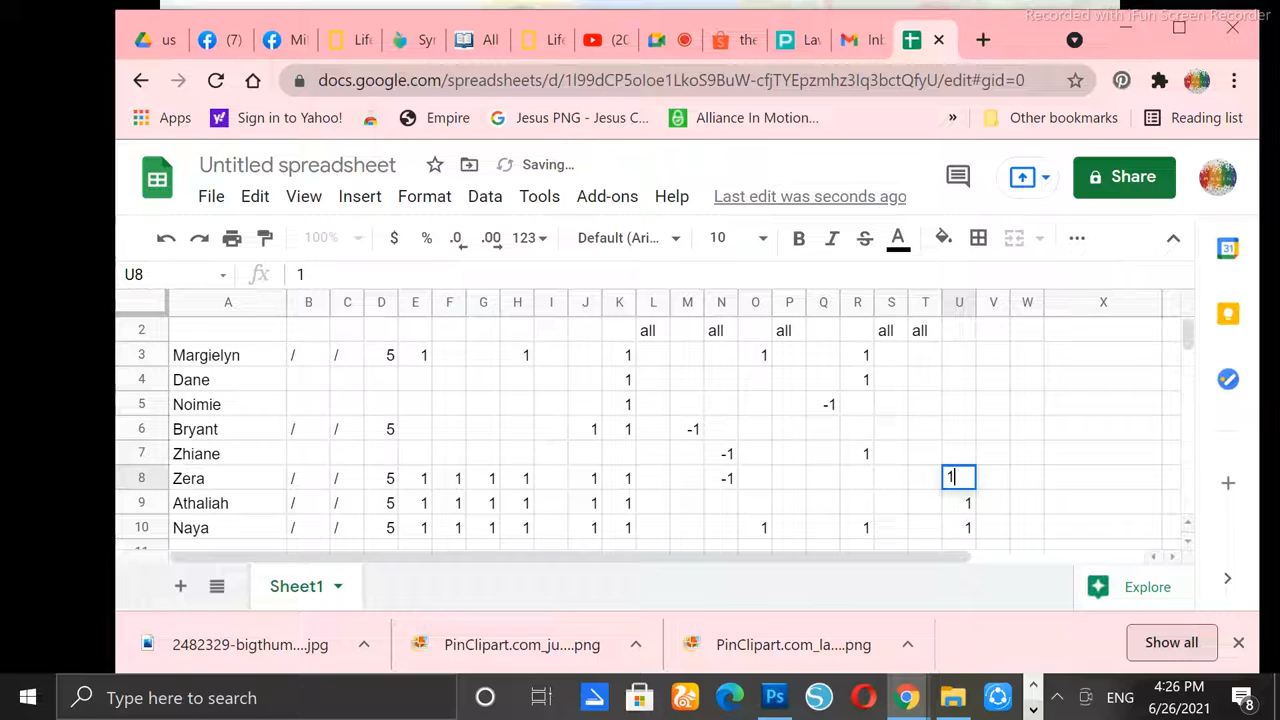 Recorded with iFun Screen Recorder
us (7) Mi Life Syr All Life (20 the Lav Inb
docs.google.com/spreadsheets/d/1I99dCP5oIoe1LkoS9BuW-cfjTYEpzmhz3Iq3bctQfyU/edit#gid=0
Apps Sign in to Yahoo! Empire Jesus PNG - Jesus C... Alliance In Motion... » Other bookmarks Reading list
Untitled spreadsheet Saving... Share
File Edit View Insert Format Data Tools Add-ons Help Last edit was seconds ago
100% $ % .0 .00 123 Default (Ari... 10 B I S A
U8 fx 1
A B C D E F G H I J K L M N O P Q R S T U V W X
2 all all all all all
3 Margielyn / / 5 1 1 1 1 1
4 Dane 1 1
5 Noimie 1 -1
6 Bryant / / 5 1 1 -1
7 Zhiane -1 1
8 Zera / / 5 1 1 1 1 1 1 -1 1
9 Athaliah / / 5 1 1 1 1 1 1 1
10 Naya / / 5 1 1 1 1 1 1 1 1 1
Sheet1 Explore
2482329-bigthum....jpg PinClipart.com_ju....png PinClipart.com_la....png Show all
Type here to search Ps ENG 4:26 PM 6/26/2021 8